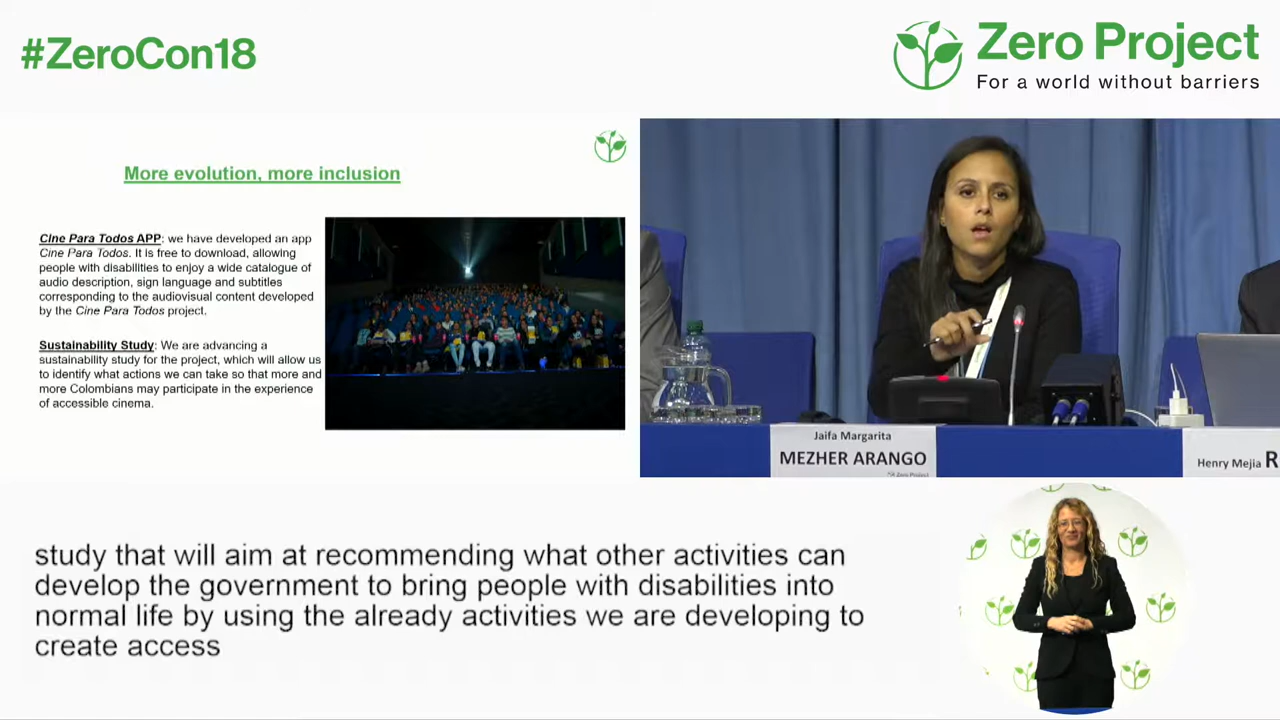 #ZeroCon18
Zero Project
For a world without barriers
More evolution, more inclusion
Cine Para Todos APP: we have developed an app
Cine Para Todos. It is free to download, allowing
people with disabilities to enjoy a wide catalogue of
audio description, sign language and subtitles
corresponding to the audiovisual content developed
by the Cine Para Todos project.
Sustainability Study: We are advancing a
sustainability study for the project, which will allow us
to identify what actions we can take so that more and
more Colombians may participate in the experience
of accessible cinema.
Jaifa Margarita
MEZHER ARANGO
Zero Project
Henry Mejia R
study that will aim at recommending what other activities can
develop the government to bring people with disabilities into
normal life by using the already activities we are developing to
create access